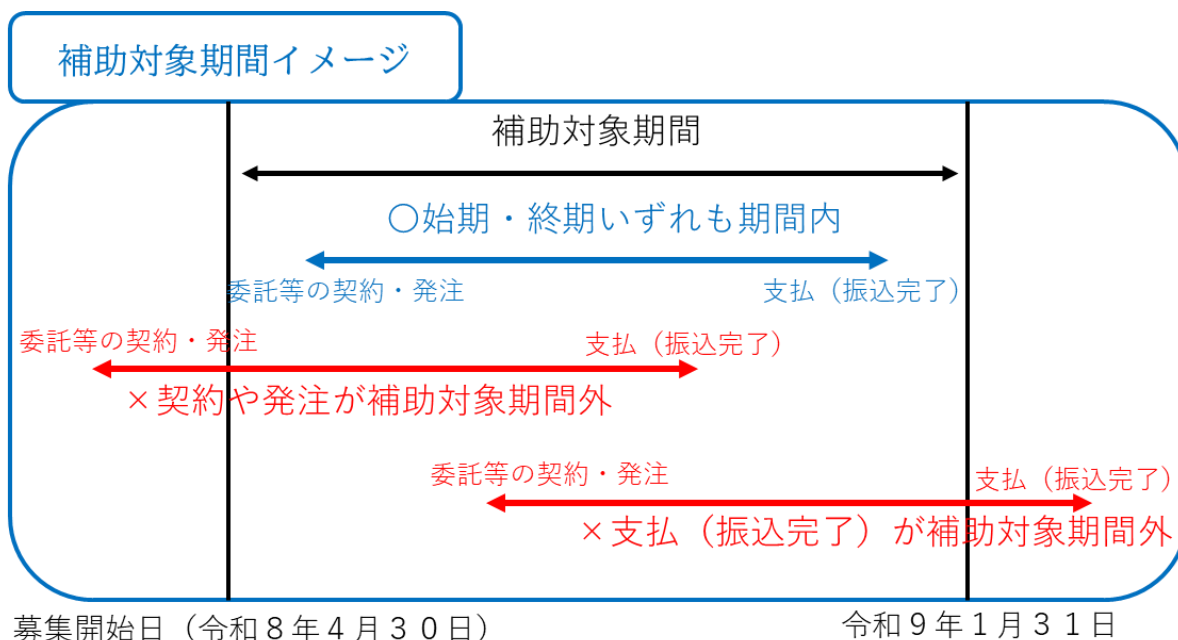 補助対象期間イメージ
補助対象期間
〇始期・終期いずれも期間内
委託等の契約・発注
支払（振込完了）
委託等の契約・発注
支払（振込完了）
×契約や発注が補助対象期間外
委託等の契約・発注
支払（振込完了）
×支払（振込完了）が補助対象期間外
募集開始日（令和８年４月３０日）
令和９年１月３１日